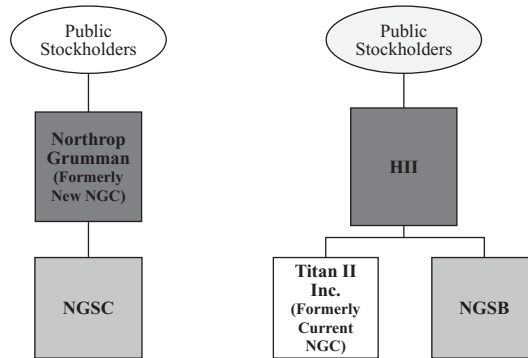 Public
Stockholders
Northrop
Grumman
(Formerly
New NGC)
NGSC
Public
Stockholders
HII
Titan II
Inc.
(Formerly
Current
NGC)
NGSB